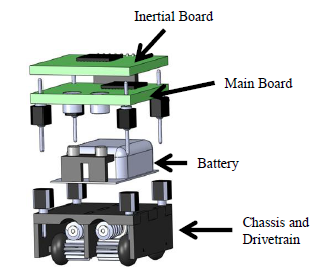 Inertial Board
Main Board
Battery
Chassis and
Drivetrain